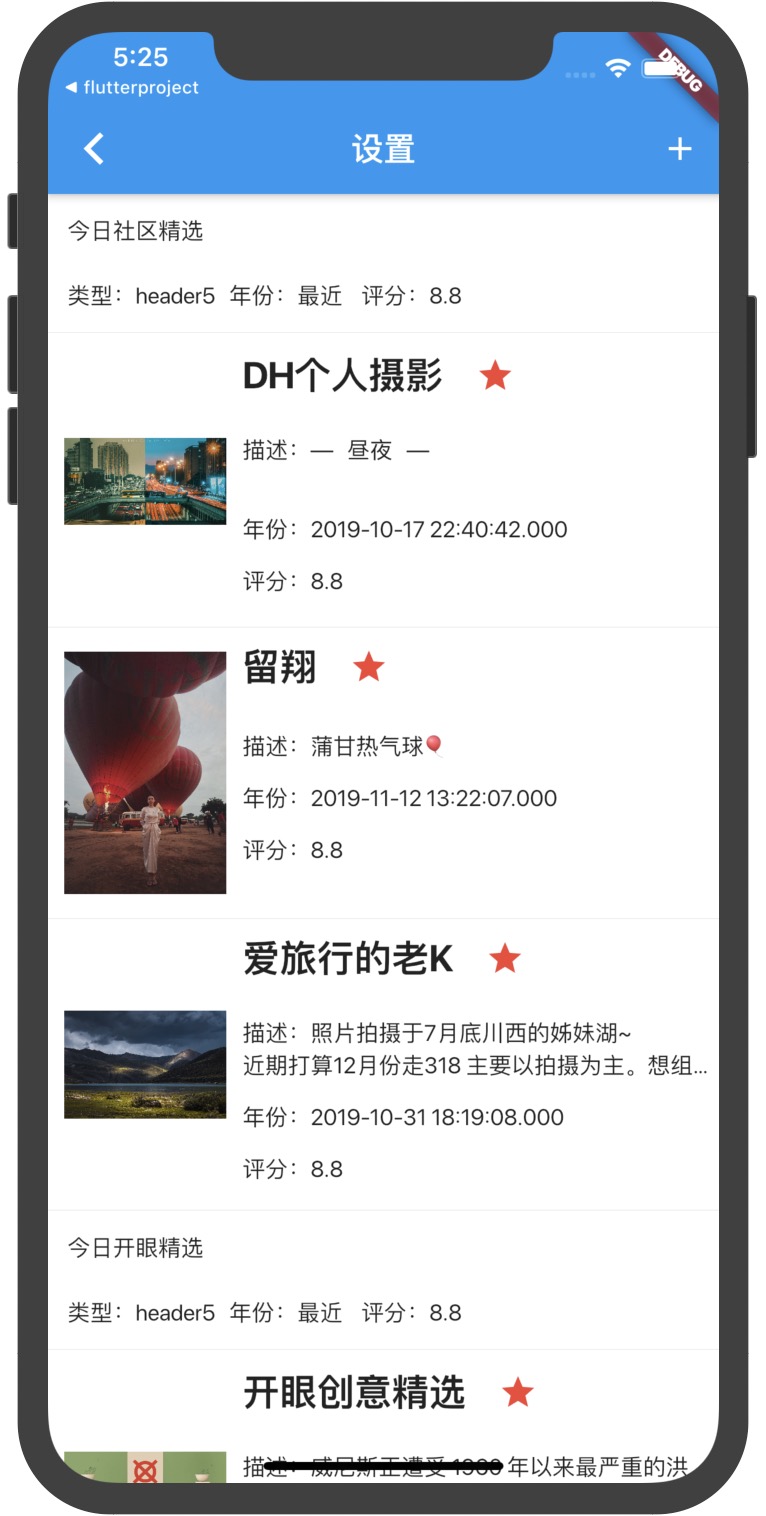 5:25
◀ flutterproject
DEBUG
设置
今日社区精选
类型：header5 年份：最近 评分：8.8
DH个人摄影
描述：— 昼夜 —
年份：2019-10-17 22:40:42.000
评分：8.8
留翔
描述：蒲甘热气球🎈
年份：2019-11-12 13:22:07.000
评分：8.8
爱旅行的老K
描述：照片拍摄于7月底川西的姊妹湖~
近期打算12月份走318 主要以拍摄为主。想组...
年份：2019-10-31 18:19:08.000
评分：8.8
今日开眼精选
类型：header5 年份：最近 评分：8.8
开眼创意精选
描述：威尼斯正遭受 1966 年以来最严重的洪